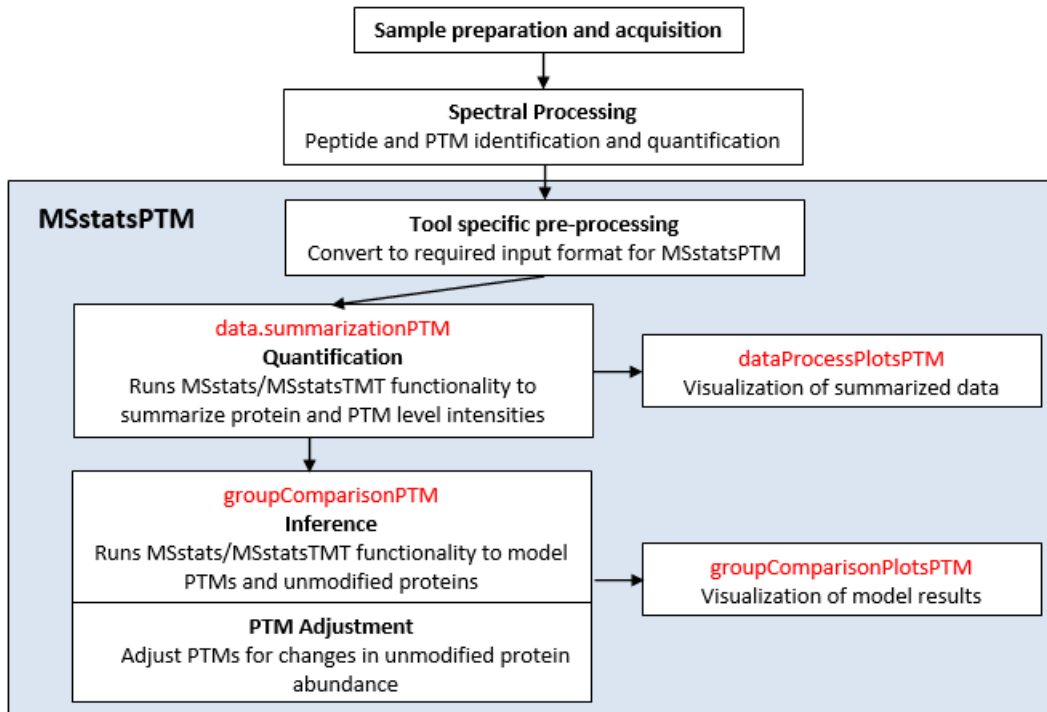 Sample preparation and acquisition
Spectral Processing
Peptide and PTM identification and quantification
MSstatsPTM
Tool specific pre-processing
Convert to required input format for MSstatsPTM
data.summarizationPTM
Quantification
Runs MSstats/MSstatsTMT functionality to
summarize protein and PTM level intensities
dataProcessPlotsPTM
Visualization of summarized data
groupComparisonPTM
Inference
Runs MSstats/MSstatsTMT functionality to model
PTMs and unmodified proteins
groupComparisonPlotsPTM
Visualization of model results
PTM Adjustment
Adjust PTMs for changes in unmodified protein
abundance